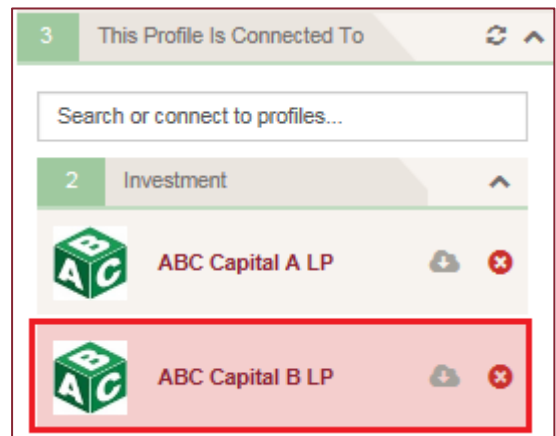 3 This Profile Is Connected To
Search or connect to profiles...
2 Investment
A B C ABC Capital A LP
A B C ABC Capital B LP